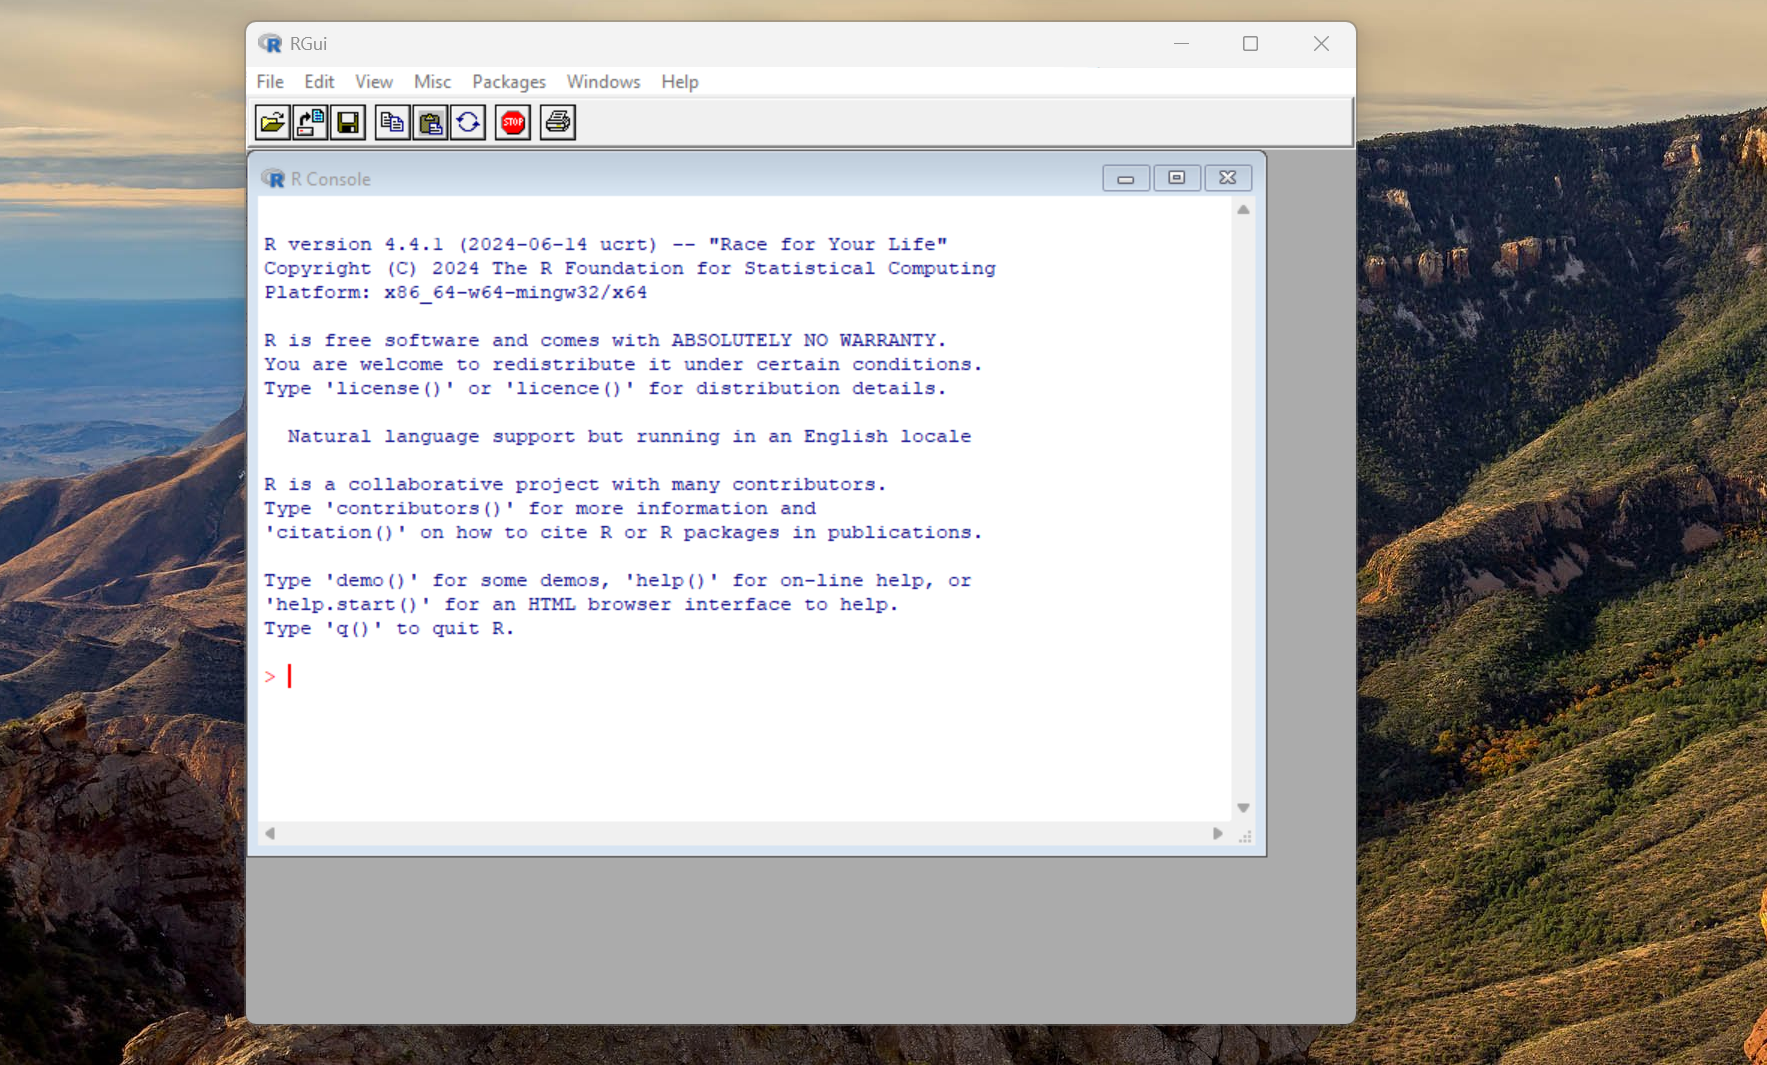 RGui
File Edit View Misc Packages Windows Help
STOP
R Console
R version 4.4.1 (2024-06-14 ucrt) -- "Race for Your Life"
Copyright (C) 2024 The R Foundation for Statistical Computing
Platform: x86_64-w64-mingw32/x64
R is free software and comes with ABSOLUTELY NO WARRANTY.
You are welcome to redistribute it under certain conditions.
Type 'license()' or 'licence()' for distribution details.
Natural language support but running in an English locale
R is a collaborative project with many contributors.
Type 'contributors()' for more information and
'citation()' on how to cite R or R packages in publications.
Type 'demo()' for some demos, 'help()' for on-line help, or
'help.start()' for an HTML browser interface to help.
Type 'q()' to quit R.
>